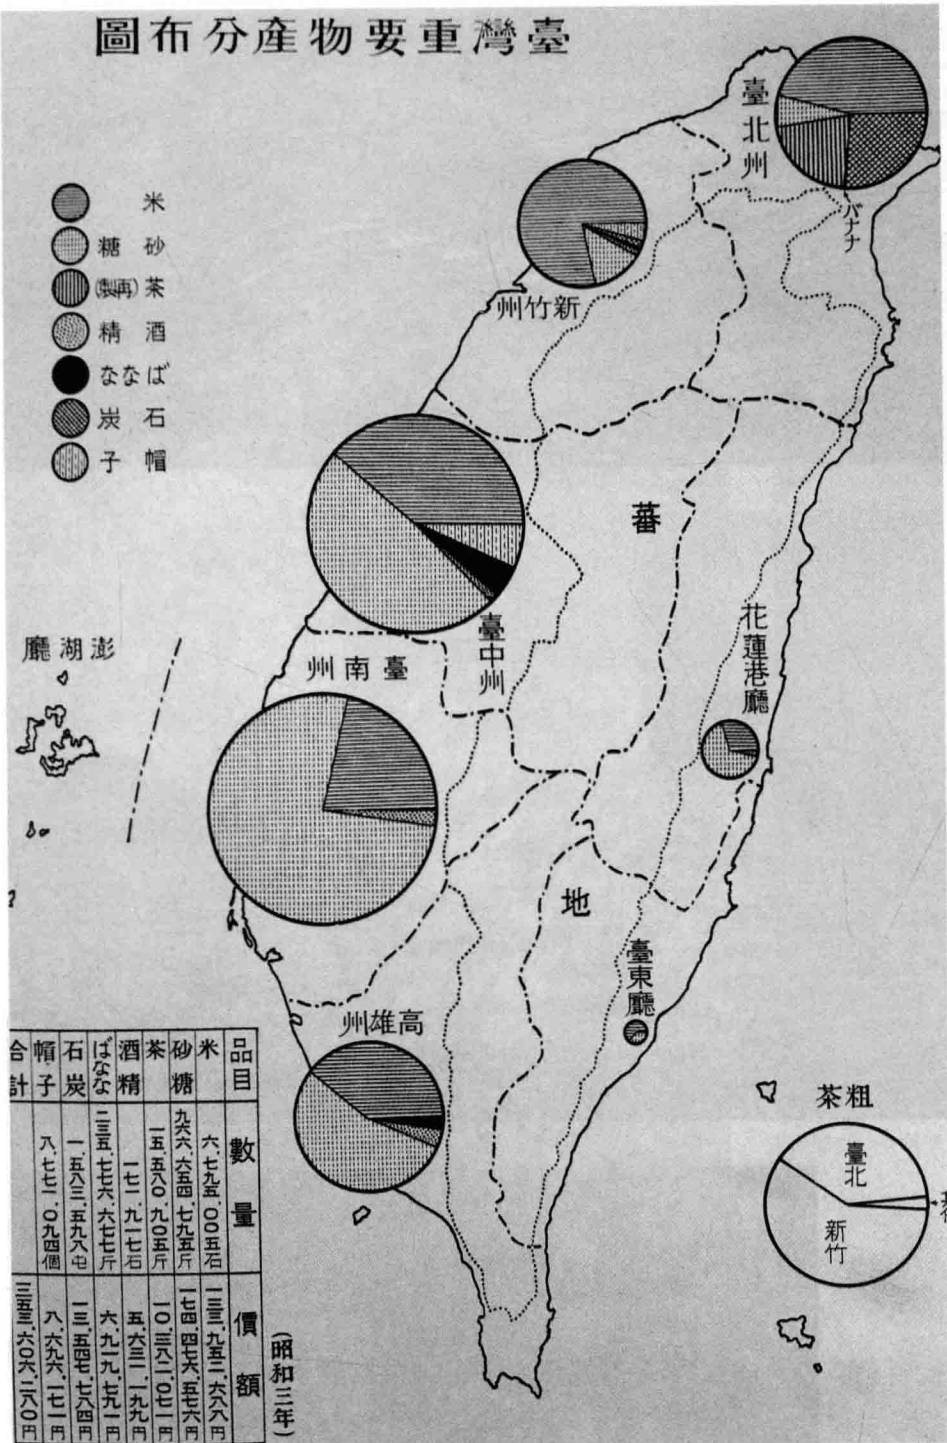 臺灣重要物產分布圖
米
砂糖
茶(再製)
酒精
ばなな
石炭
帽子
臺北州
バナナ
新竹州
臺中州
蕃
地
花蓮港廳
澎湖廳
臺南州
臺東廳
高雄州
粗茶
臺北
新竹
(昭和三年)
品目 數量 價額
米 六、七九五、〇〇五石 一三三、九五二、六八八円
砂糖 九六六、六五四、七九五斤 一七四、四七六、五七六円
茶 一五、五八〇、九〇五斤 一〇、三八二、〇七一円
酒精 一七一、九一七石 五、六三一、一九九円
ばなな 二三五、七七六、六七七斤 六、九一九、七九一円
石炭 一、五八三、五九八屯 一三、五四七、七八四円
帽子 八、七七一、〇九四個 八、六九六、一七一円
合計 三五三、六〇六、二八〇円